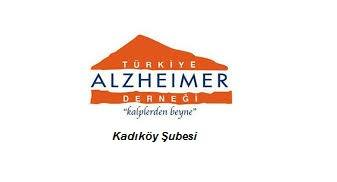 TÜRKİYE
ALZHEIMER
DERNEĞİ
"kalplerden beyne"
Kadıköy Şubesi